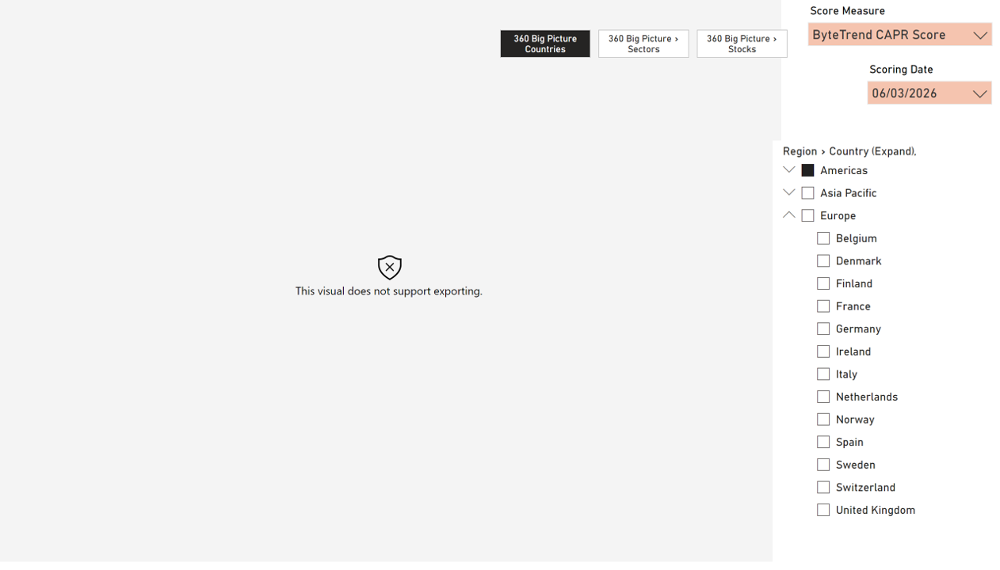 Score Measure
ByteTrend CAPR Score
360 Big Picture
Countries
360 Big Picture ›
Sectors
360 Big Picture ›
Stocks
Scoring Date
06/03/2026
Region › Country (Expand),
Americas
Asia Pacific
Europe
Belgium
Denmark
Finland
France
Germany
Ireland
Italy
Netherlands
Norway
Spain
Sweden
Switzerland
United Kingdom
This visual does not support exporting.